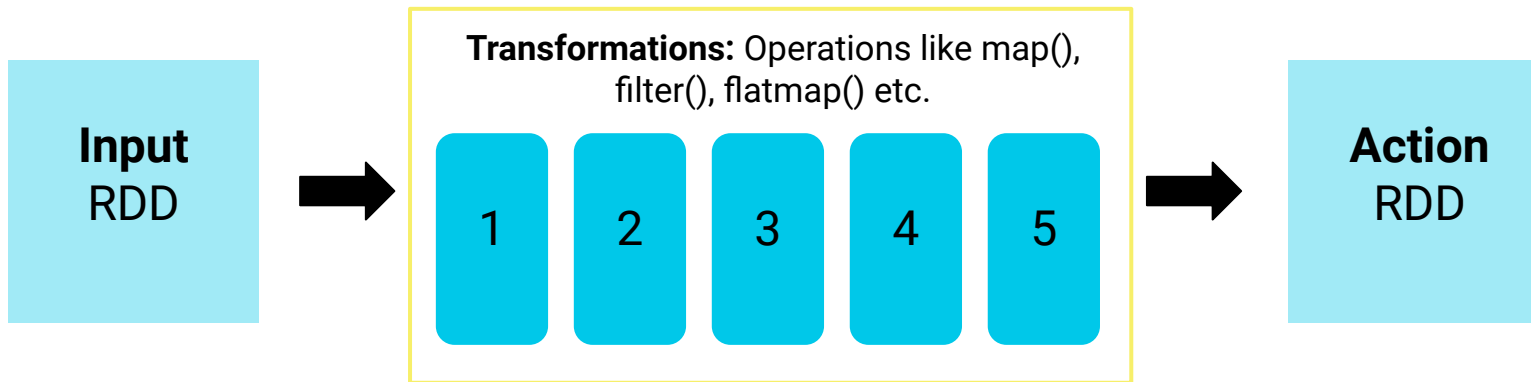 Input
RDD
Transformations: Operations like map(),
filter(), flatmap() etc.
1
2
3
4
5
Action
RDD